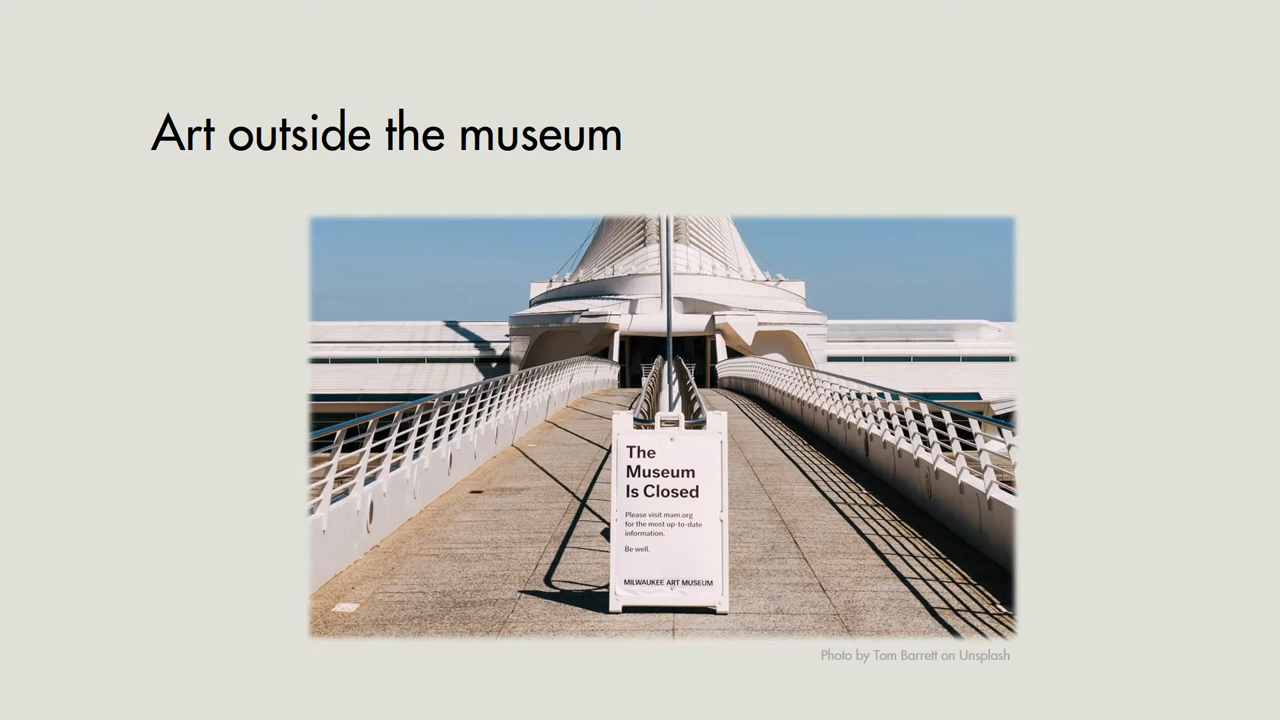 Art outside the museum
The
Museum
Is Closed
Please visit mam.org
for the most up-to-date
information.
Be well.
MILWAUKEE ART MUSEUM
Photo by Tom Barrett on Unsplash